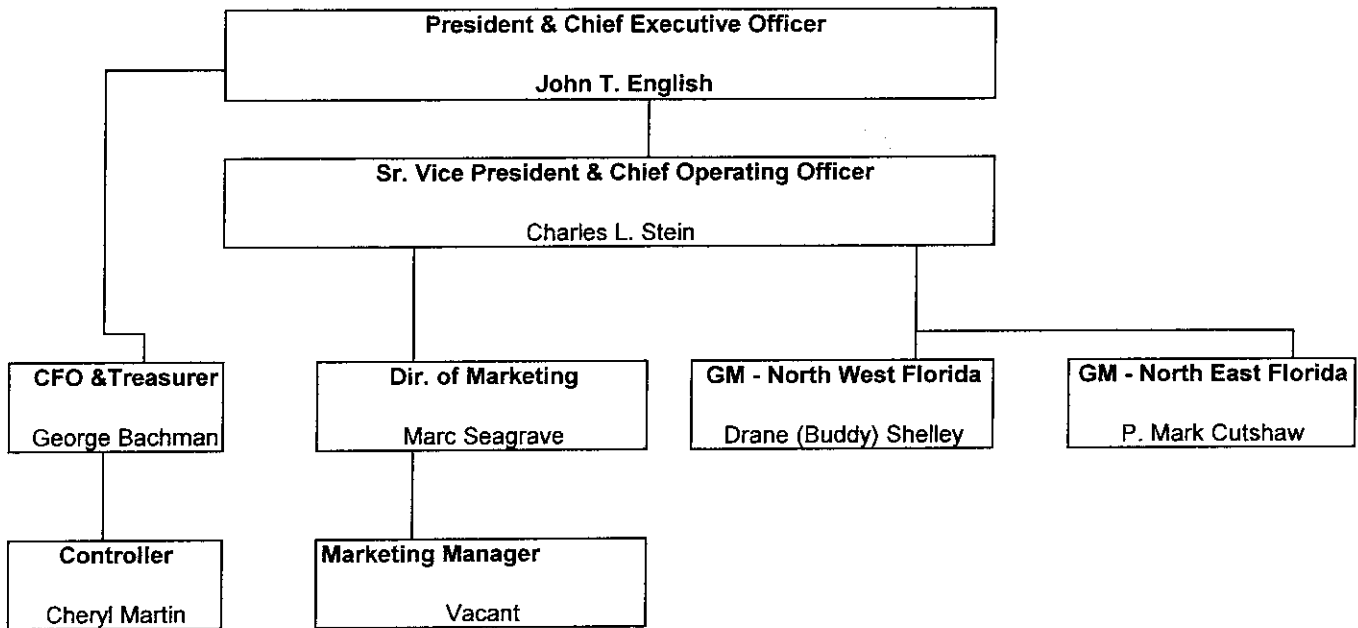 President & Chief Executive Officer
John T. English
Sr. Vice President & Chief Operating Officer
Charles L. Stein
CFO &Treasurer
George Bachman
Dir. of Marketing
Marc Seagrave
GM - North West Florida
Drane (Buddy) Shelley
GM - North East Florida
P. Mark Cutshaw
Controller
Cheryl Martin
Marketing Manager
Vacant